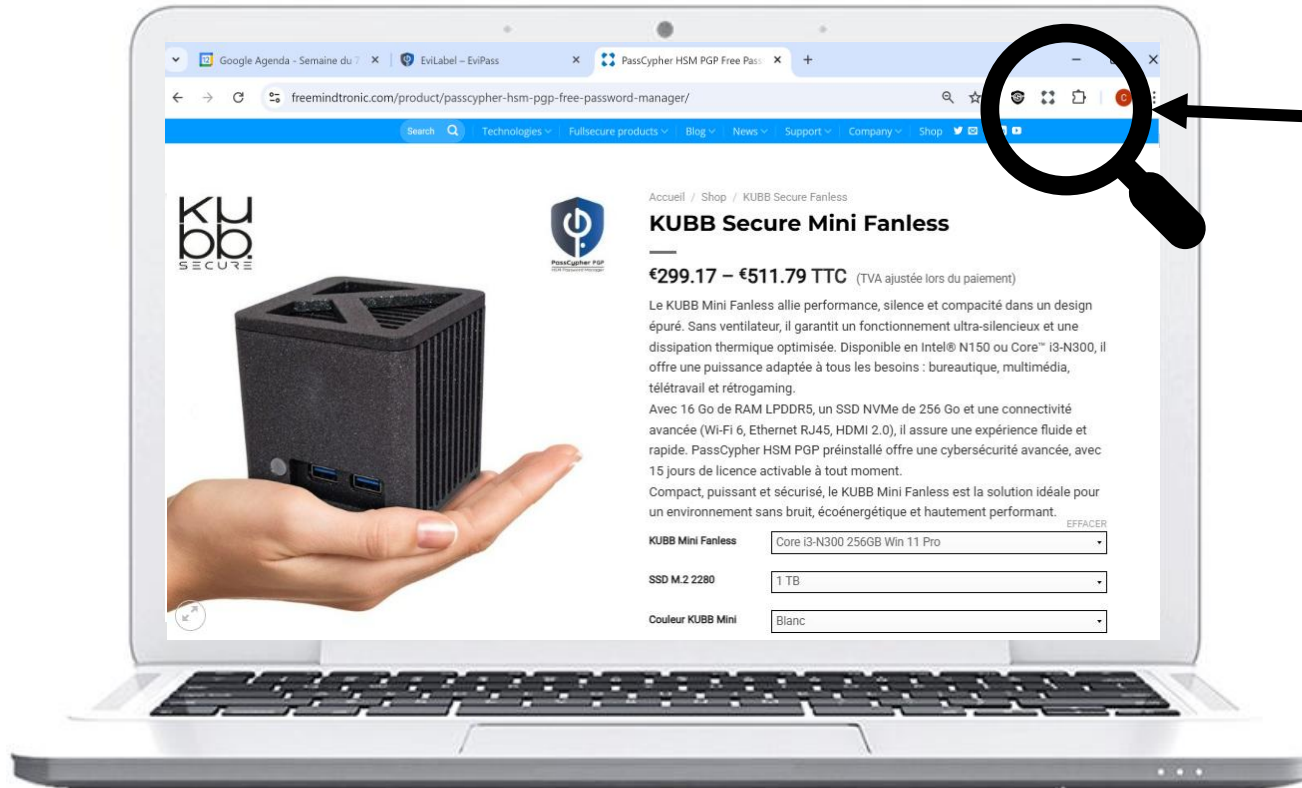 Google Agenda - Semaine du 7
EviLabel – EviPass
PassCypher HSM PGP Free Pass
freemindtronic.com/product/passcypher-hsm-pgp-free-password-manager/
C
Search
Technologies
Fullsecure products
Blog
News
Support
Company
Shop
KUbb.
SECURE
PassCypher PGP
HSM Password Manager
Accueil / Shop / KUBB Secure Fanless
KUBB Secure Mini Fanless
€299.17 – €511.79 TTC (TVA ajustée lors du paiement)
Le KUBB Mini Fanless allie performance, silence et compacité dans un design
épuré. Sans ventilateur, il garantit un fonctionnement ultra-silencieux et une
dissipation thermique optimisée. Disponible en Intel® N150 ou Core™ i3-N300, il
offre une puissance adaptée à tous les besoins : bureautique, multimédia,
télétravail et rétrogaming.
Avec 16 Go de RAM LPDDR5, un SSD NVMe de 256 Go et une connectivité
avancée (Wi-Fi 6, Ethernet RJ45, HDMI 2.0), il assure une expérience fluide et
rapide. PassCypher HSM PGP préinstallé offre une cybersécurité avancée, avec
15 jours de licence activable à tout moment.
Compact, puissant et sécurisé, le KUBB Mini Fanless est la solution idéale pour
un environnement sans bruit, écoénergétique et hautement performant.
EFFACER
KUBB Mini Fanless Core i3-N300 256GB Win 11 Pro
SSD M.2 2280 1 TB
Couleur KUBB Mini Blanc